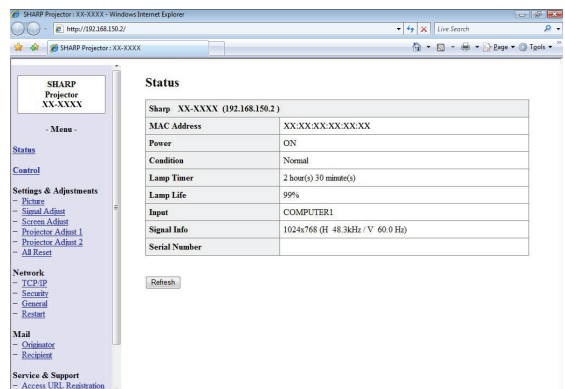 SHARP Projector : XX-XXXX - Windows Internet Explorer
http://192.168.150.2/
Live Search
SHARP Projector : XX-XXXX
Page
Tools
SHARP
Projector
XX-XXXX
- Menu -
Status
Control
Settings & Adjustments
– Picture
– Signal Adjust
– Screen Adjust
– Projector Adjust 1
– Projector Adjust 2
– All Reset
Network
– TCP/IP
– Security
– General
– Restart
Mail
– Originator
– Recipient
Service & Support
– Access URL Registration
Status
Sharp XX-XXXX (192.168.150.2 )
MAC Address XX:XX:XX:XX:XX:XX
Power ON
Condition Normal
Lamp Timer 2 hour(s) 30 minute(s)
Lamp Life 99%
Input COMPUTER1
Signal Info 1024x768 (H 48.3kHz / V 60.0 Hz)
Serial Number
Refresh